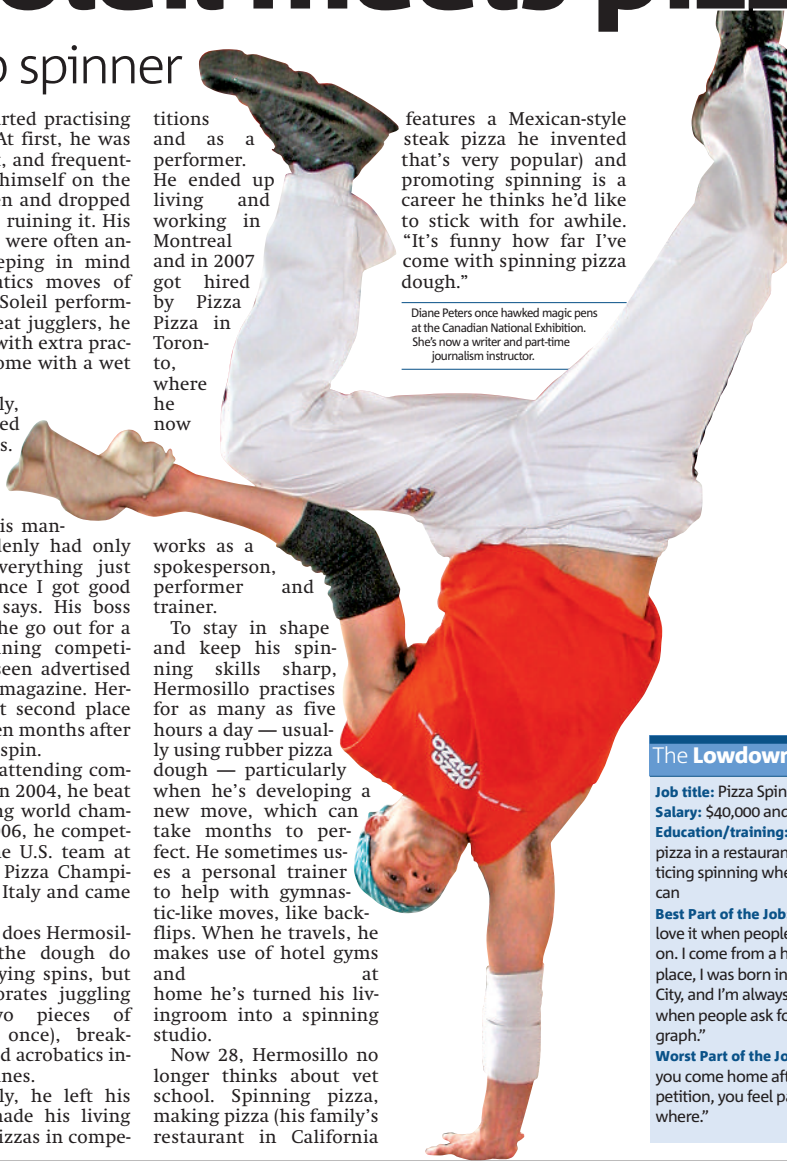 oleil meets pizz
spinner
arted practising
At first, he was
, and frequent-
himself on the
en and dropped
ruining it. His
were often an-
eping in mind
atics moves of
Soleil perform-
eat jugglers, he
with extra prac-
ome with a wet
ly,
ed
s.
is man-
denly had only
verything just
nce I got good
says. His boss
he go out for a
ning competi-
seen advertised
magazine. Her-
t second place
en months after
spin.
attending com-
n 2004, he beat
ng world cham-
06, he compet-
e U.S. team at
Pizza Champi-
Italy and came
does Hermosil-
the dough do
ying spins, but
orates juggling
vo pieces of
once), break-
d acrobatics in-
nes.
ly, he left his
made his living
izzas in compe-
titions
and as a
performer.
He ended up
living and
working in
Montreal
and in 2007
got hired
by Pizza
Pizza in
Toron-
to,
where
he
now
works as a
spokesperson,
performer and
trainer.
To stay in shape
and keep his spin-
ning skills sharp,
Hermosillo practises
for as many as five
hours a day — usual-
ly using rubber pizza
dough — particularly
when he's developing a
new move, which can
take months to per-
fect. He sometimes us-
es a personal trainer
to help with gymnas-
tic-like moves, like back-
flips. When he travels, he
makes use of hotel gyms
and at
home he's turned his liv-
ingroom into a spinning
studio.
Now 28, Hermosillo no
longer thinks about vet
school. Spinning pizza,
making pizza (his family's
restaurant in California
features a Mexican-style
steak pizza he invented
that's very popular) and
promoting spinning is a
career he thinks he'd like
to stick with for awhile.
“It's funny how far I've
come with spinning pizza
dough.”
Diane Peters once hawked magic pens
at the Canadian National Exhibition.
She's now a writer and part-time
journalism instructor.
pizza
pizza
The Lowdown
Job title: Pizza Spin
Salary: $40,000 and
Education/training:
pizza in a restauran
ticing spinning whe
can
Best Part of the Job
love it when people
on. I come from a h
place, I was born in
City, and I'm always
when people ask fo
graph.”
Worst Part of the Jo
you come home aft
petition, you feel pa
where.”